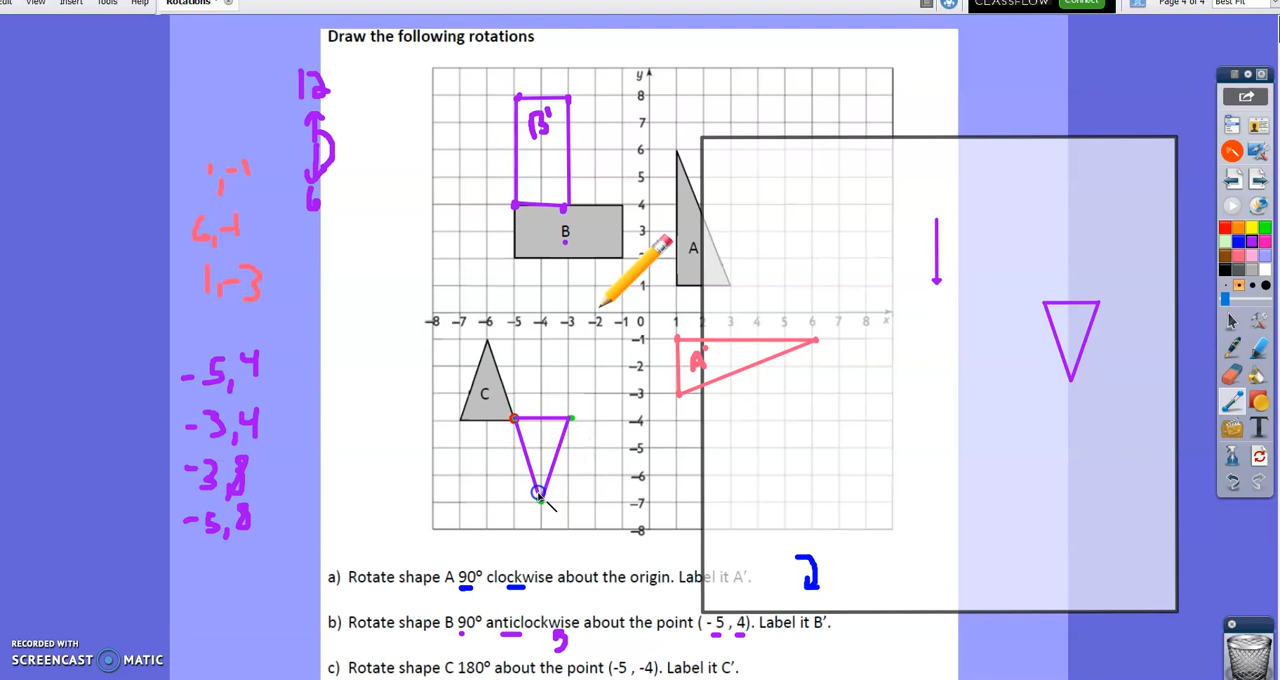 Edit View Insert Tools Help Rotations CLASSFLOW Connect Page 4 of 4 Best Fit
Draw the following rotations
12
6
1,-1
6,-1
1,-3
-5,4
-3,4
-3,8
-5,8
y
8
7
6
5
4
3
2
1
-8 -7 -6 -5 -4 -3 -2 -1 0 1 2 3 4 5 6 7 8 x
-1
-2
-3
-4
-5
-6
-7
-8
B'
B
A
A'
C
a) Rotate shape A 90° clockwise about the origin. Label it A’.
b) Rotate shape B 90° anticlockwise about the point ( - 5 , 4). Label it B’.
c) Rotate shape C 180° about the point (-5 , -4). Label it C’.
T
RECORDED WITH
SCREENCAST MATIC